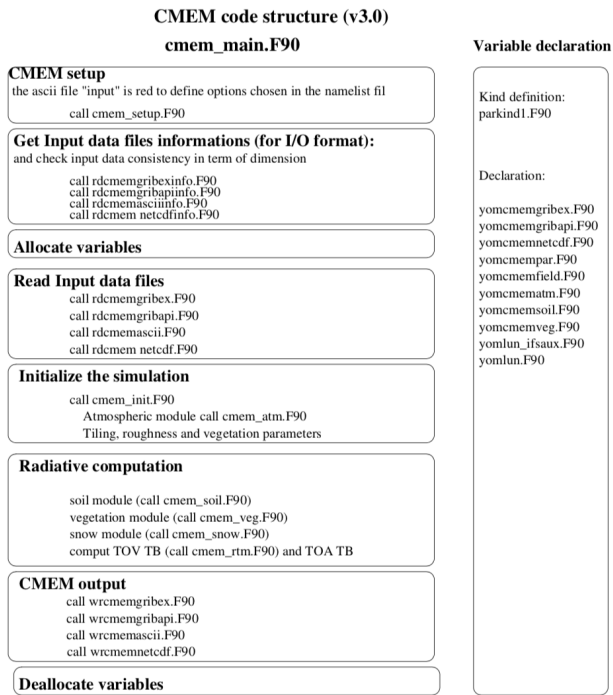 CMEM code structure (v3.0)
cmem_main.F90
CMEM setup
the ascii file "input" is red to define options chosen in the namelist fil
call cmem_setup.F90
Get Input data files informations (for I/O format):
and check input data consistency in term of dimension
call rdcmemgribexinfo.F90
call rdcmemgribapiinfo.F90
call rdcmemasciiinfo.F90
call rdcmem netcdfinfo.F90
Allocate variables
Read Input data files
call rdcmemgribex.F90
call rdcmemgribapi.F90
call rdcmemascii.F90
call rdcmem netcdf.F90
Initialize the simulation
call cmem_init.F90
Atmospheric module call cmem_atm.F90
Tiling, roughness and vegetation parameters
Radiative computation
soil module (call cmem_soil.F90)
vegetation module (call cmem_veg.F90)
snow module (call cmem_snow.F90)
comput TOV TB (call cmem_rtm.F90) and TOA TB
CMEM output
call wrcmemgribex.F90
call wrcmemgribapi.F90
call wrcmemascii.F90
call wrcmemnetcdf.F90
Deallocate variables
Variable declaration
Kind definition:
parkind1.F90
Declaration:
yomcmemgribex.F90
yomcmemgribapi.F90
yomcmemnetcdf.F90
yomcmempar.F90
yomcmemfield.F90
yomcmematm.F90
yomcmemsoil.F90
yomcmemveg.F90
yomlun_ifsaux.F90
yomlun.F90